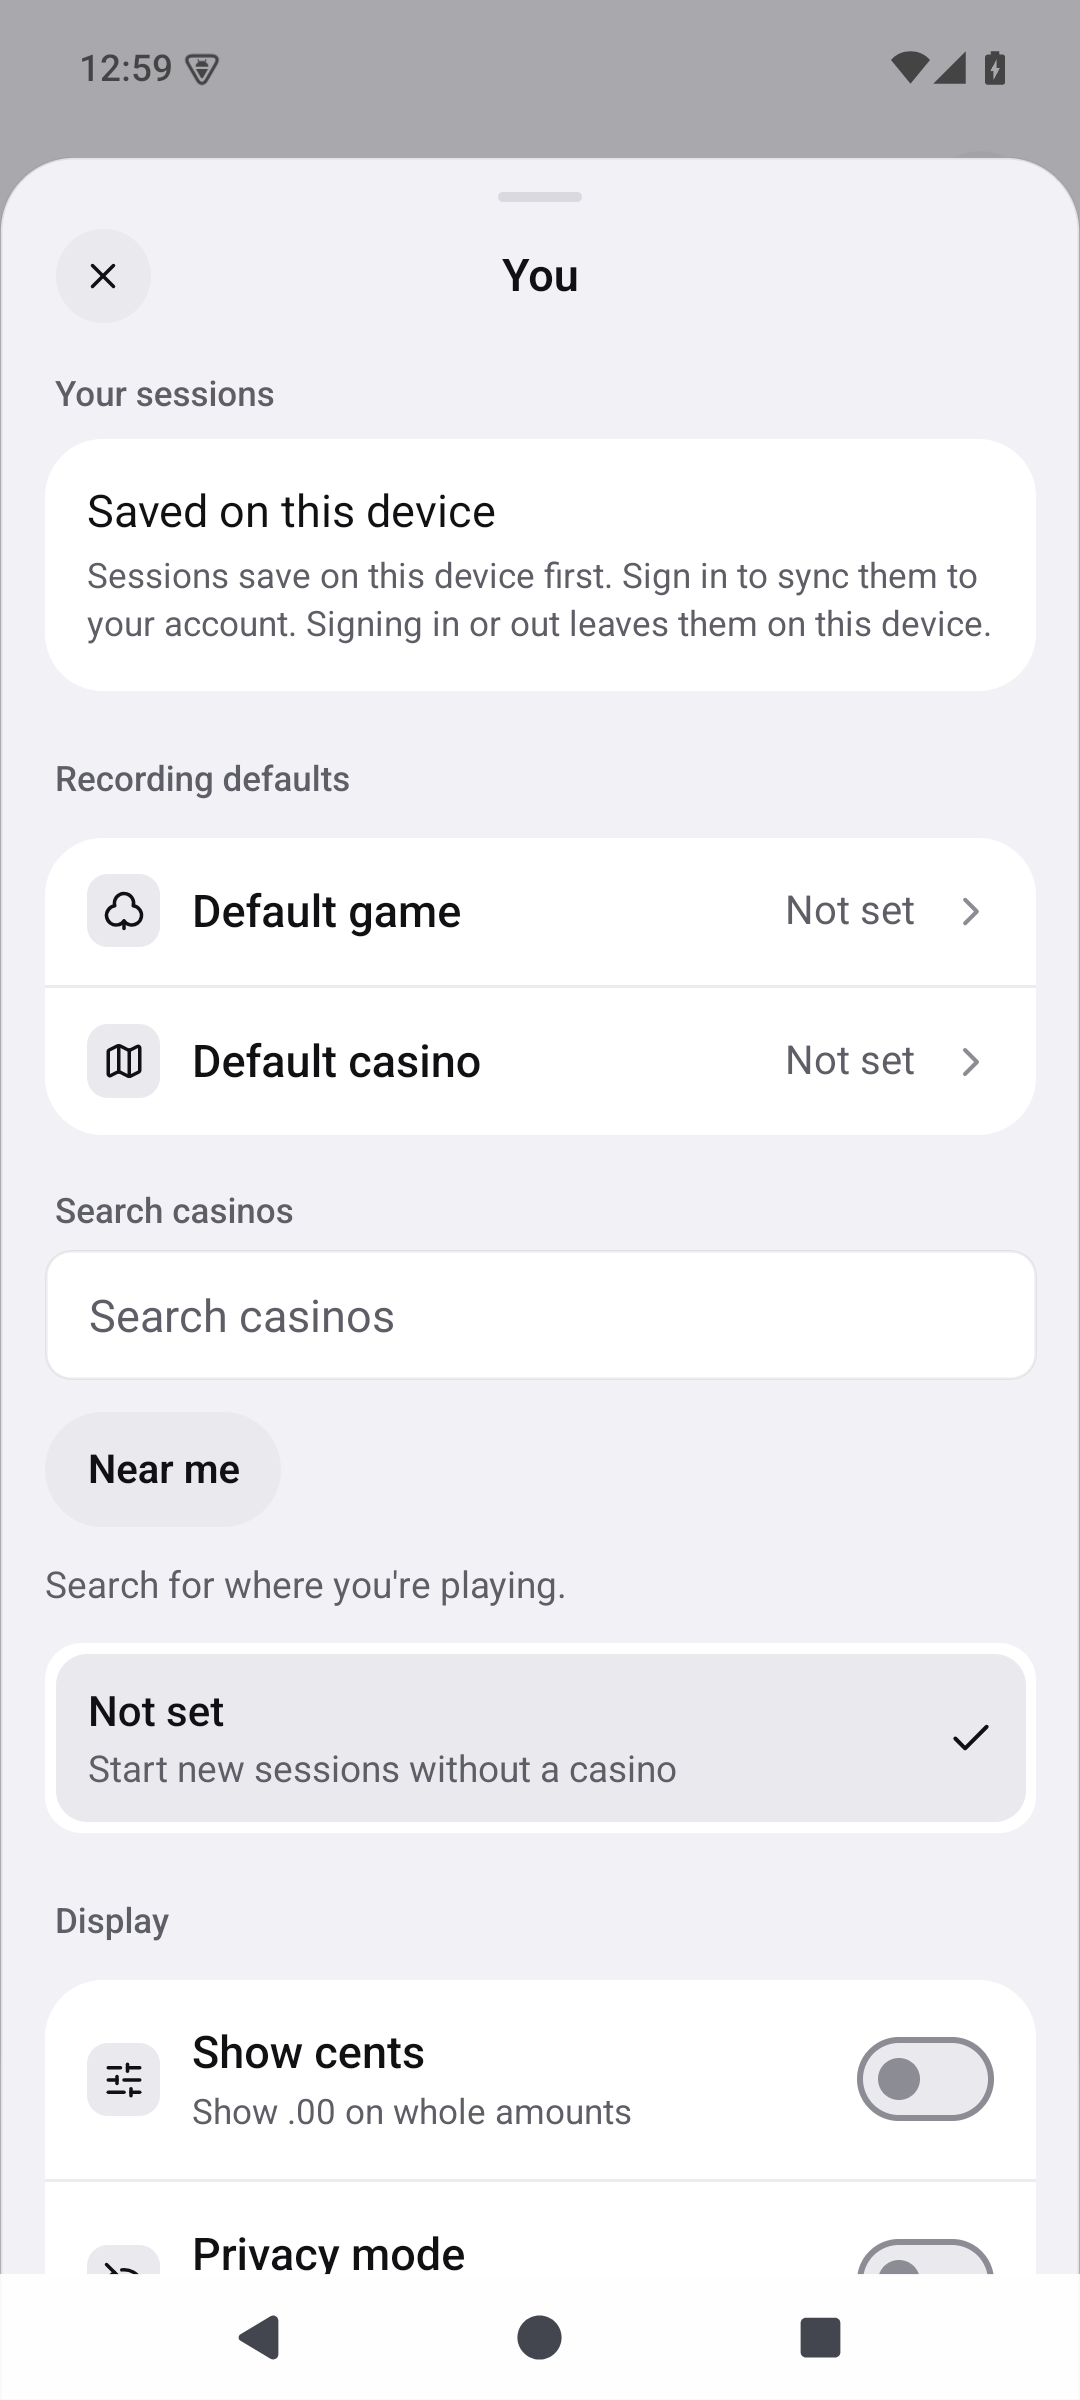 12:59
You
Your sessions
Saved on this device
Sessions save on this device first. Sign in to sync them to
your account. Signing in or out leaves them on this device.
Recording defaults
Default game
Not set
Default casino
Not set
Search casinos
Search casinos
Near me
Search for where you're playing.
Not set
Start new sessions without a casino
Display
Show cents
Show .00 on whole amounts
Privacy mode